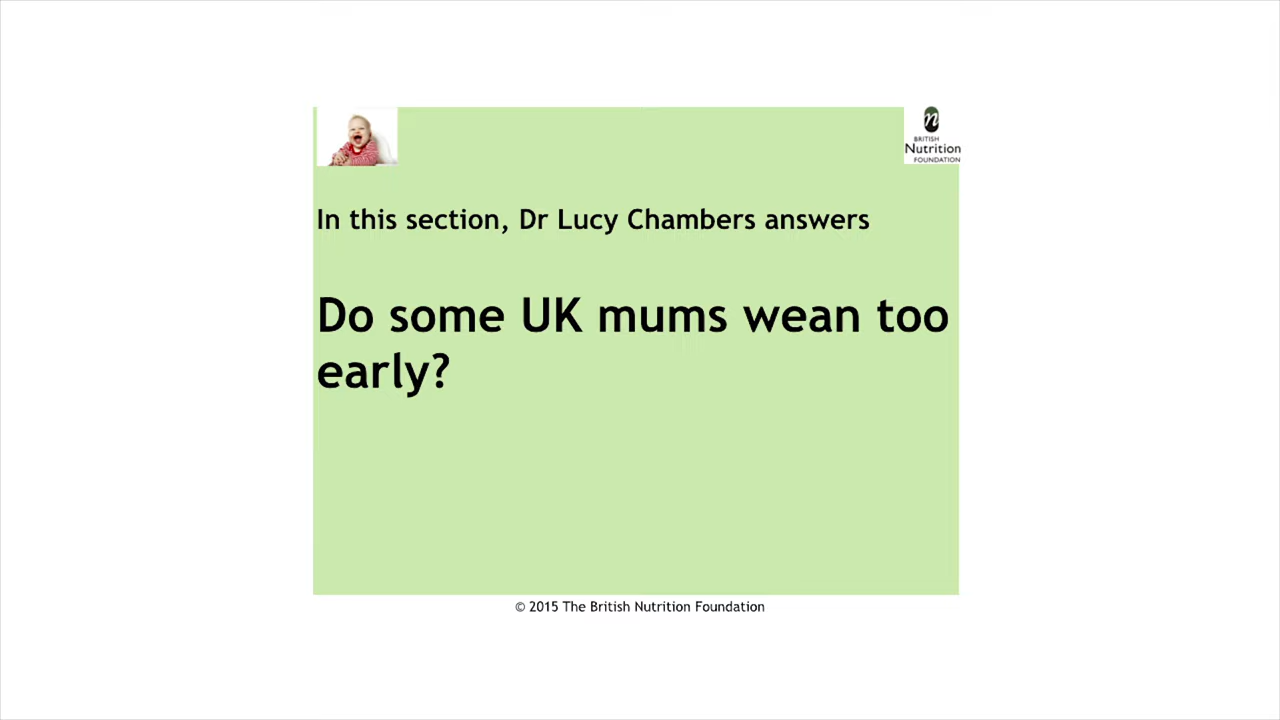 n
BRITISH
Nutrition
FOUNDATION
In this section, Dr Lucy Chambers answers
Do some UK mums wean too
early?
© 2015 The British Nutrition Foundation